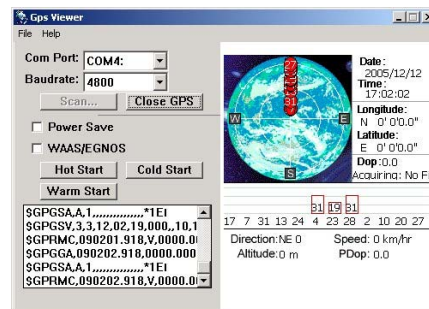 Gps Viewer
File Help
Com Port: COM4:
Baudrate: 4800
Scan... Close GPS
Power Save
WAAS/EGNOS
Hot Start Cold Start
Warm Start
$GPGSA,A,1,,,,,,,,,,,,,,,*1E
$GPGSV,3,3,12,02,19,000,,10,1
$GPRMC,090201.918,V,0000.0
$GPGGA,090202.918,0000.000
$GPGSA,A,1,,,,,,,,,,,,,,,*1E
$GPRMC,090202.918,V,0000.0
W E
S
31
Date:
2005/12/12
Time:
17:02:02
Longitude:
N 0' 0'0.0"
Latitude:
E 0' 0'0.0"
Dop:0.0
Acquiring: No Fi
31 19 31
17 7 31 13 24 4 23 28 2 10 20 27
Direction:NE 0 Speed: 0 km/hr
Altitude:0 m PDop: 0.0